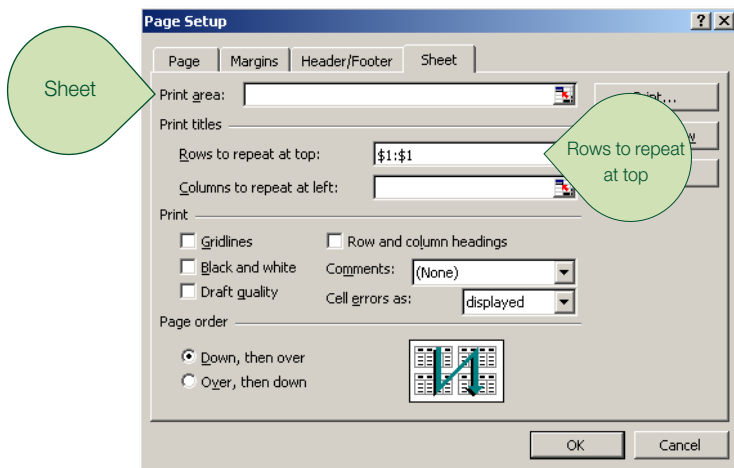 Page Setup
Page Margins Header/Footer Sheet
Sheet
Print area:
Print titles
Rows to repeat at top: $1:$1
Rows to repeat
at top
Columns to repeat at left:
Print
Gridlines Row and column headings
Black and white Comments: (None)
Draft quality Cell errors as: displayed
Page order
Down, then over
Over, then down
OK Cancel